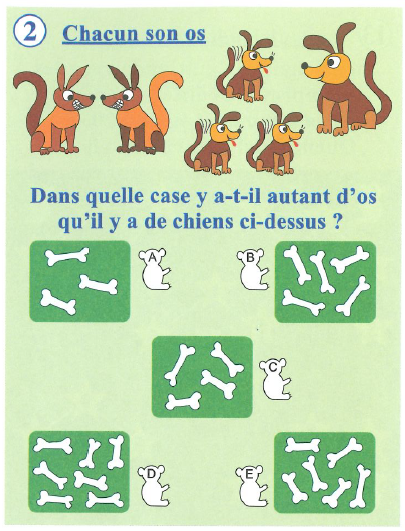 2 Chacun son os
Dans quelle case y a-t-il autant d'os
qu'il y a de chiens ci-dessus ?
A
B
C
D
E